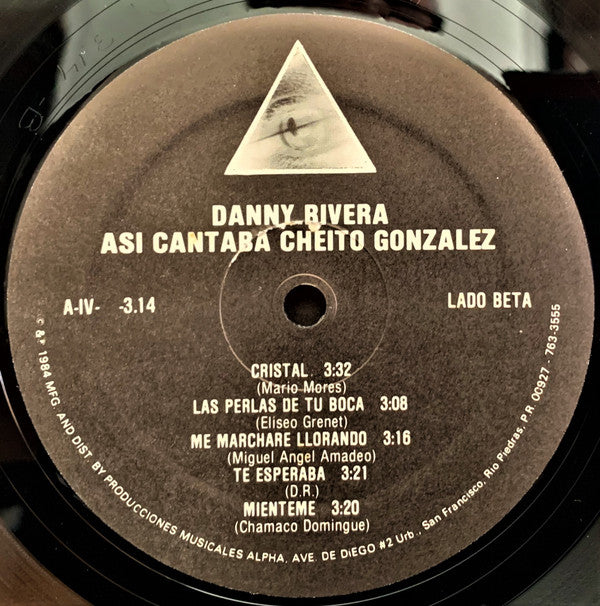 DANNY RIVERA
ASI CANTABA CHEITO GONZALEZ
A-IV- -3.14
LADO BETA
CRISTAL. 3:32
(Mario Mores)
LAS PERLAS DE TU BOCA 3:08
(Eliseo Grenet)
ME MARCHARE LLORANDO 3:16
(Miguel Angel Amadeo)
TE ESPERABA 3:21
(D.R.)
MIENTEME 3:20
(Chamaco Domingue)
C & P 1984 MFG. AND DIST. BY PRODUCCIONES MUSICALES ALPHA, AVE. DE DIEGO #2 Urb., San Francisco, Rio Piedras, P.R. 00927 - 763-3555